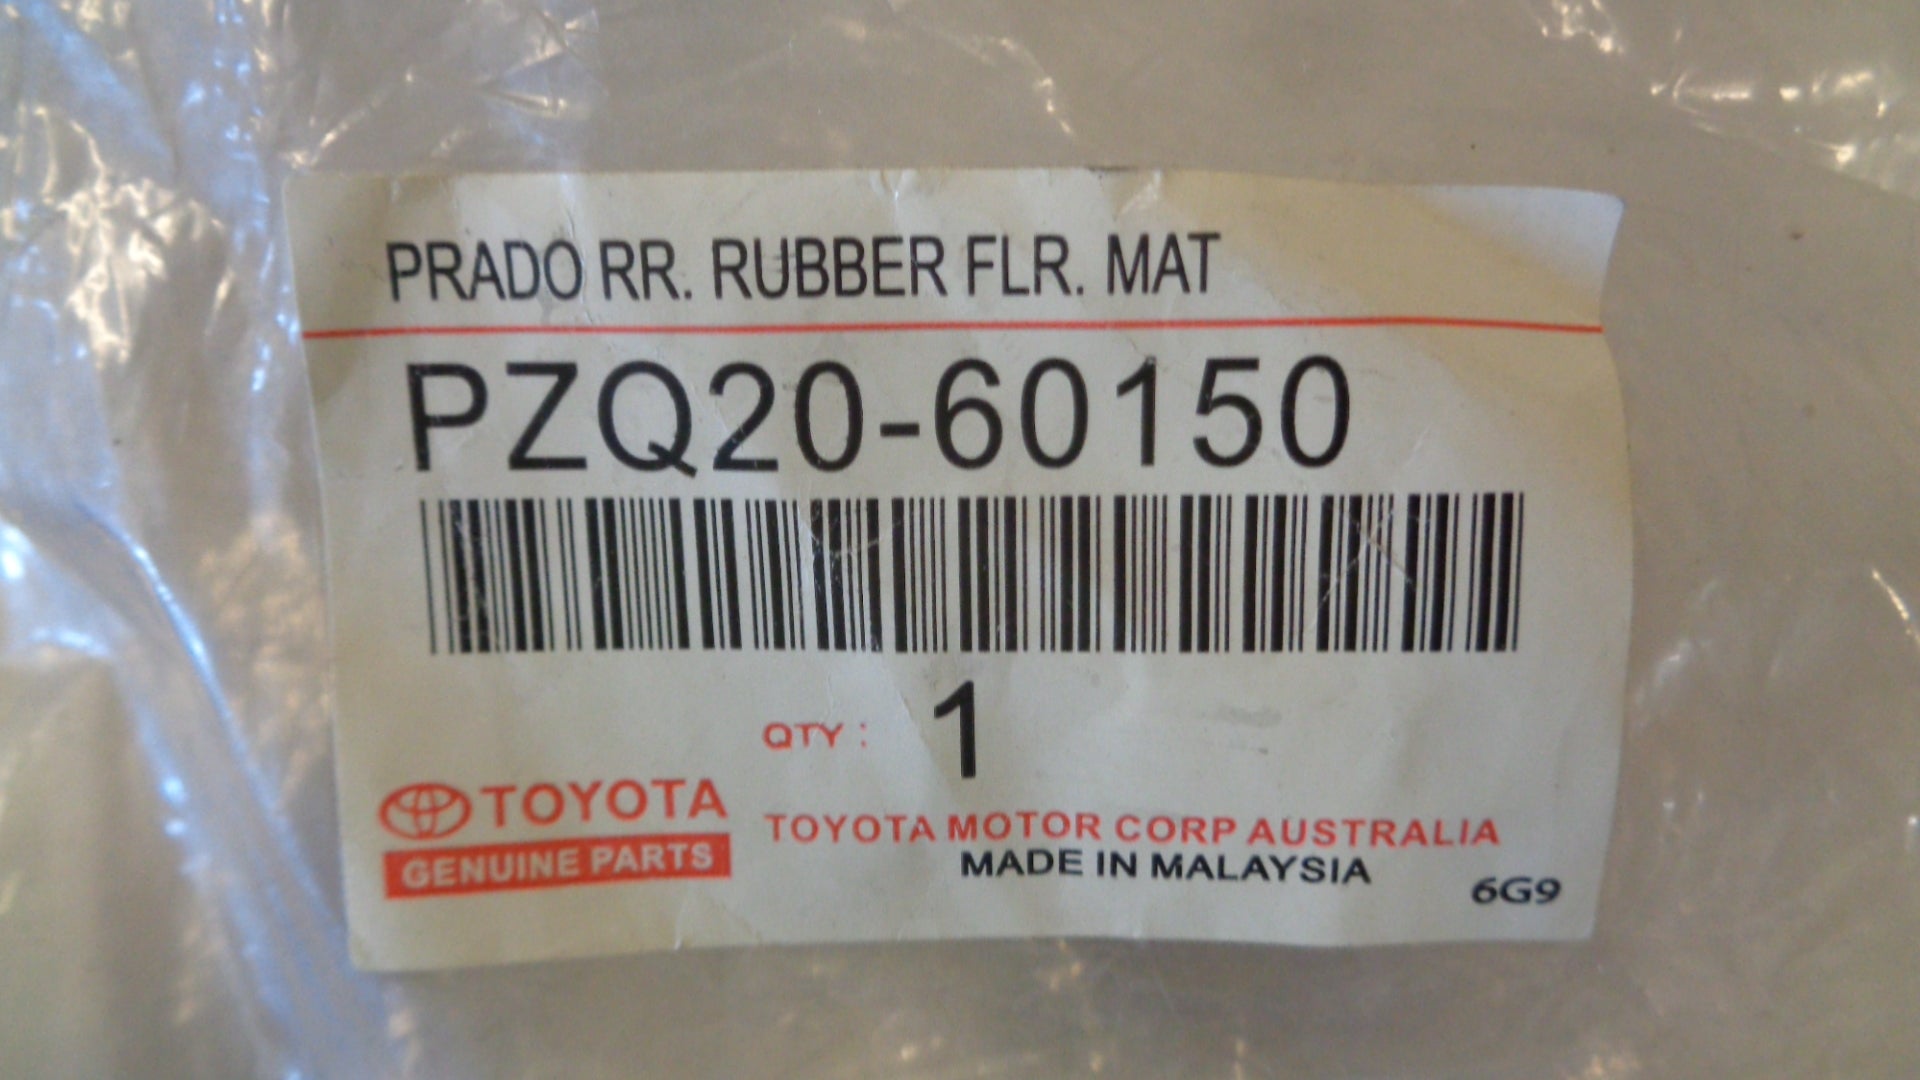 PRADO RR. RUBBER FLR. MAT
PZQ20-60150
QTY : 1
TOYOTA
GENUINE PARTS
TOYOTA MOTOR CORP AUSTRALIA
MADE IN MALAYSIA
6G9